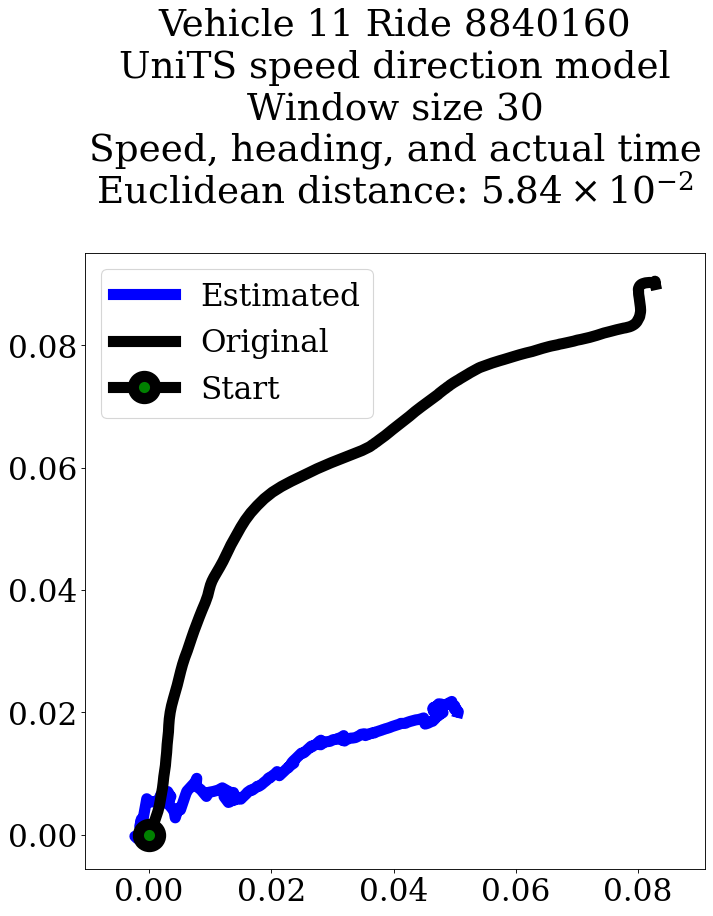 Vehicle 11 Ride 8840160
UniTS speed direction model
Window size 30
Speed, heading, and actual time
Euclidean distance: 5.84 × 10⁻²
Estimated
Original
Start
0.08
0.06
0.04
0.02
0.00
0.00 0.02 0.04 0.06 0.08